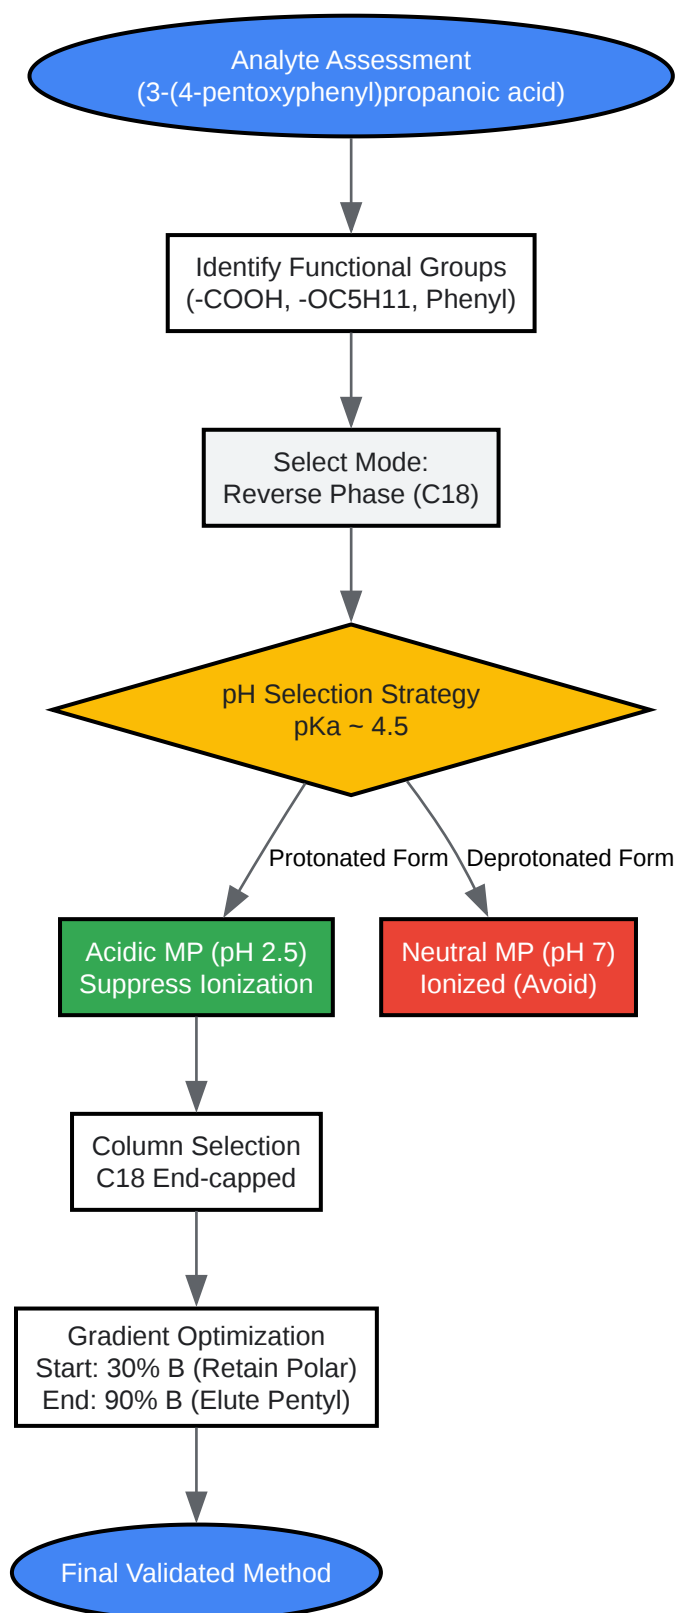 Analyte Assessment
(3-(4-pentoxyphenyl)propanoic acid)
Identify Functional Groups
(-COOH, -OC5H11, Phenyl)
Select Mode:
Reverse Phase (C18)
pH Selection Strategy
pKa ~ 4.5
Protonated Form
Deprotonated Form
Acidic MP (pH 2.5)
Suppress Ionization
Neutral MP (pH 7)
Ionized (Avoid)
Column Selection
C18 End-capped
Gradient Optimization
Start: 30% B (Retain Polar)
End: 90% B (Elute Pentyl)
Final Validated Method